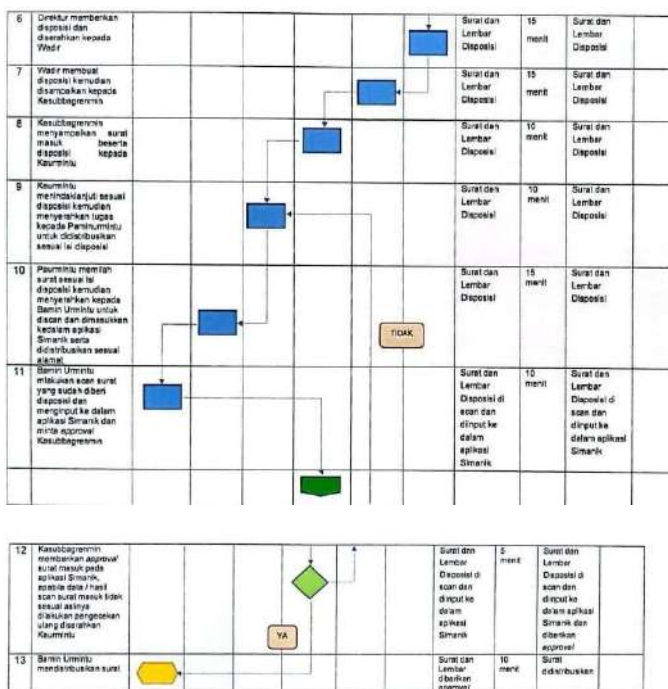 6
Direktur memberikan
disposisi dan
diserahkan kepada
Wadir
Surat dan
Lembar
Disposisi
15
menit
Surat dan
Lembar
Disposisi
7
Wadir membuat
disposisi kemudian
disampaikan kepada
Kasubbagrenmin
Surat dan
Lembar
Disposisi
15
menit
Surat dan
Lembar
Disposisi
8
Kasubbagrenmin
menyampaikan surat
masuk beserta
disposisi kepada
Kaurmintu
Surat dan
Lembar
Disposisi
10
menit
Surat dan
Lembar
Disposisi
9
Kaurmintu
menindaklanjuti sesuai
disposisi kemudian
menyerahkan tugas
kepada Paminurmintu
untuk didistribusikan
sesuai isi disposisi
Surat dan
Lembar
Disposisi
10
menit
Surat dan
Lembar
Disposisi
10
Paurmintu memilah
surat sesuai isi
disposisi kemudian
menyerahkan kepada
Bamin Urmintu untuk
discan dan dimasukkan
kedalam aplikasi
Simanik serta
didistribusikan sesuai
alamat
TIDAK
Surat dan
Lembar
Disposisi
15
menit
Surat dan
Lembar
Disposisi
11
Bamin Urmintu
mlakukan scan surat
yang sudah diberi
disposisi dan
menginput ke dalam
aplikasi Simanik dan
minta approval
Kasubbagrenmin
Surat dan
Lembar
Disposisi di
scan dan
diinput ke
dalam
aplikasi
Simanik
10
menit
Surat dan
Lembar
Disposisi di
scan dan
diinput ke
dalam aplikasi
Simanik
12
Kasubbagrenmin
memberikan approval
surat masuk pada
aplikasi Simanik,
apabila data / hasil
scan surat masuk tidak
sesuai aslinya
dilakukan pengecekan
ulang diserahkan
Kaurmintu
YA
Surat dan
Lembar
Disposisi di
scan dan
diinput ke
dalam
aplikasi
Simanik
5
menit
Surat dan
Lembar
Disposisi di
scan dan
diinput ke
dalam aplikasi
Simanik dan
diberikan
approval
13
Bamin Urmintu
mendistribusikan surat
Surat dan
Lembar
diberikan
approval
10
menit
Surat
didistribusikan